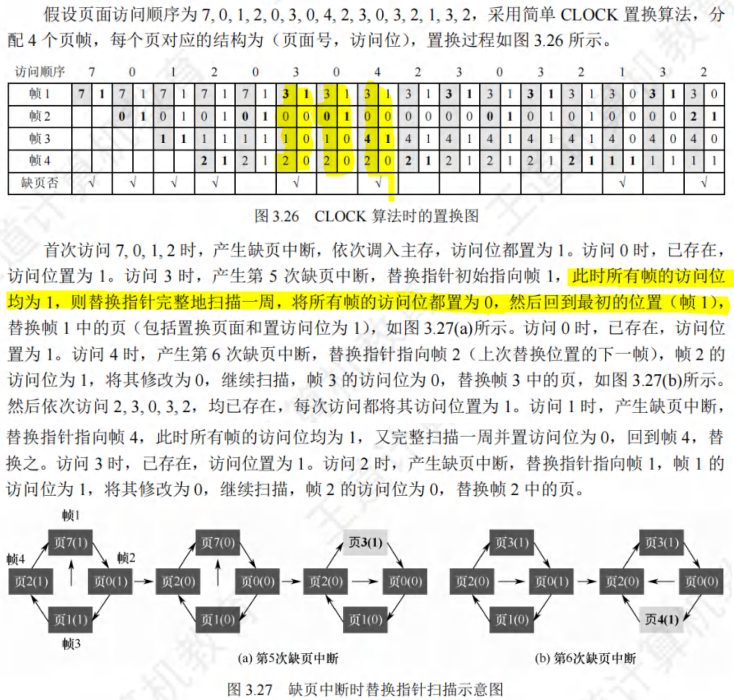 假设页面访问顺序为 7, 0, 1, 2, 0, 3, 0, 4, 2, 3, 0, 3, 2, 1, 3, 2，采用简单 CLOCK 置换算法，分
配 4 个页帧，每个页对应的结构为（页面号，访问位），置换过程如图 3.26 所示。
访问顺序 7 0 1 2 0 3 0 4 2 3 0 3 2 1 3 2
帧1 7 1 7 1 7 1 7 1 7 1 3 1 3 1 3 1 3 1 3 1 3 1 3 1 3 1 3 0 3 1 3 0
帧2 0 1 0 1 0 1 0 1 0 0 0 1 0 0 0 0 0 0 0 1 0 1 0 1 0 0 0 0 2 1
帧3 1 1 1 1 1 1 1 0 1 0 4 1 4 1 4 1 4 1 4 1 4 1 4 0 4 0 4 0
帧4 2 1 2 1 2 0 2 0 2 0 2 1 2 1 2 1 2 1 2 1 1 1 1 1 1 1
缺页否 √ √ √ √ √ √ √ √
图 3.26 CLOCK 算法时的置换图
首次访问 7, 0, 1, 2 时，产生缺页中断，依次调入主存，访问位都置为 1。访问 0 时，已存在，
访问位置为 1。访问 3 时，产生第 5 次缺页中断，替换指针初始指向帧 1，此时所有帧的访问位
均为 1，则替换指针完整地扫描一周，将所有帧的访问位都置为 0，然后回到最初的位置（帧 1），
替换帧 1 中的页（包括置换页面和置访问位为 1），如图 3.27(a)所示。访问 0 时，已存在，访问位
置为 1。访问 4 时，产生第 6 次缺页中断，替换指针指向帧 2（上次替换位置的下一帧），帧 2 的
访问位为 1，将其修改为 0，继续扫描，帧 3 的访问位为 0，替换帧 3 中的页，如图 3.27(b)所示。
然后依次访问 2, 3, 0, 3, 2，均已存在，每次访问都将其访问位置为 1。访问 1 时，产生缺页中断，
替换指针指向帧 4，此时所有帧的访问位均为 1，又完整扫描一周并置访问位为 0，回到帧 4，替
换之。访问 3 时，已存在，访问位置为 1。访问 2 时，产生缺页中断，替换指针指向帧 1，帧 1 的
访问位为 1，将其修改为 0，继续扫描，帧 2 的访问位为 0，替换帧 2 中的页。
帧1
页7(1) 页7(0) 页3(1) 页3(1) 页3(1)
帧4 帧2
页2(1) 页0(1) 页2(0) 页0(0) 页2(0) 页0(0) 页2(0) 页0(1) 页2(0) 页0(0)
页1(1) 页1(0) 页1(0) 页1(0) 页4(1)
帧3
(a) 第5次缺页中断 (b) 第6次缺页中断
图 3.27 缺页中断时替换指针扫描示意图